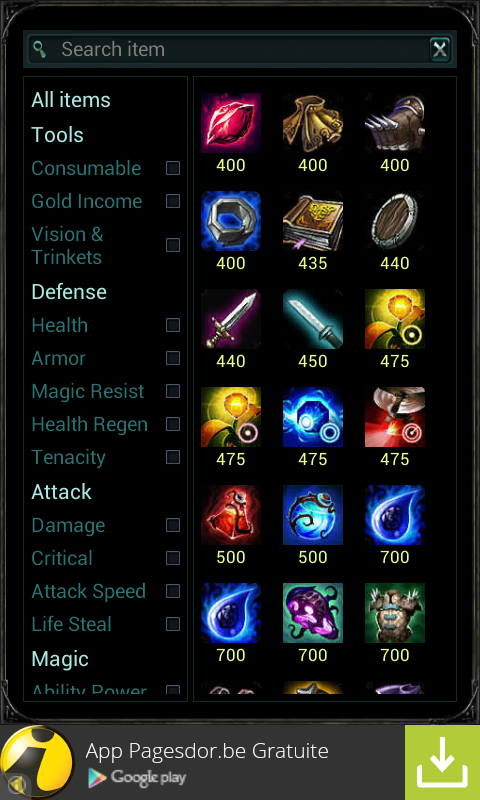 Search item
All items
Tools
Consumable
Gold Income
Vision &
Trinkets
Defense
Health
Armor
Magic Resist
Health Regen
Tenacity
Attack
Damage
Critical
Attack Speed
Life Steal
Magic
Ability Power
400 400 400
400 435 440
440 450 475
475 475 475
500 500 700
700 700 700
App Pagesdor.be Gratuite
Google play